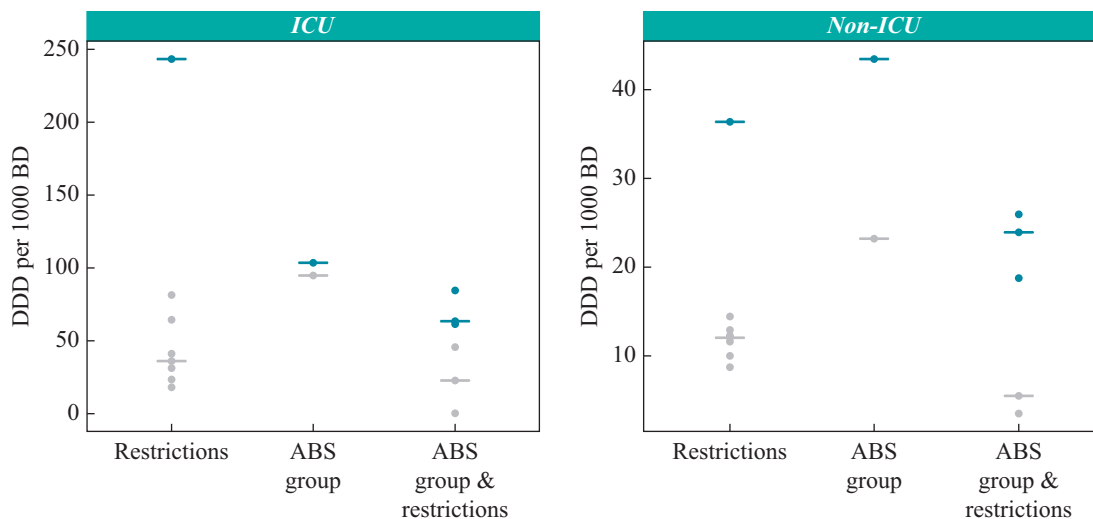 ICU
DDD per 1000 BD
250
200
150
100
50
0
Restrictions
ABS
group
ABS
group &
restrictions
Non-ICU
DDD per 1000 BD
40
30
20
10
Restrictions
ABS
group
ABS
group &
restrictions